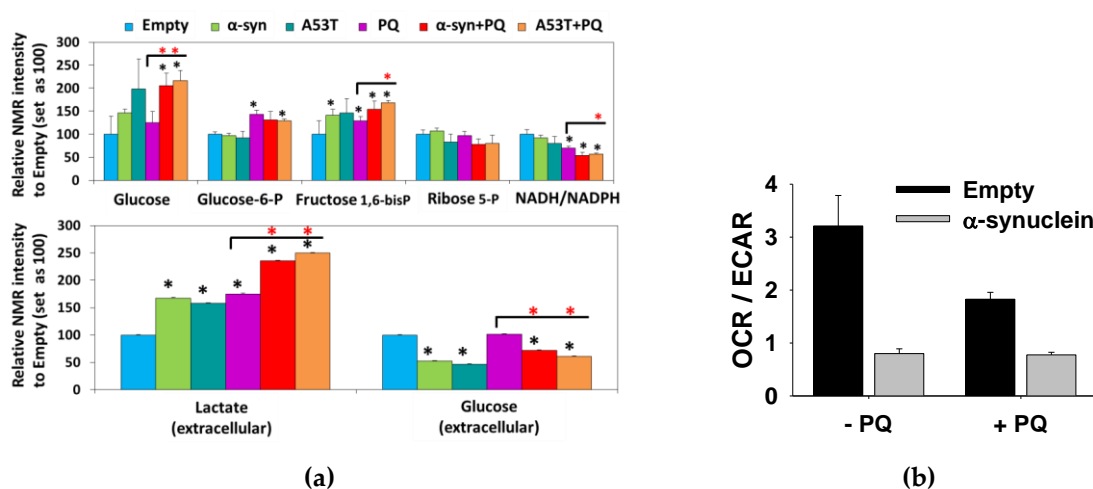 Empty α-syn A53T PQ α-syn+PQ A53T+PQ
Relative NMR intensity
to Empty (set as 100)
300
250
200
150
100
50
0
* *
* *
* *
*
* * * *
*
* * *
Glucose Glucose-6-P Fructose 1,6-bisP Ribose 5-P NADH/NADPH
Relative NMR intensity
to Empty (set as 100)
300
250
200
150
100
50
0
* *
* * * * *
* *
* * * *
Lactate
(extracellular)
Glucose
(extracellular)
(a)
OCR / ECAR
4
3
2
1
0
Empty
α-synuclein
- PQ + PQ
(b)